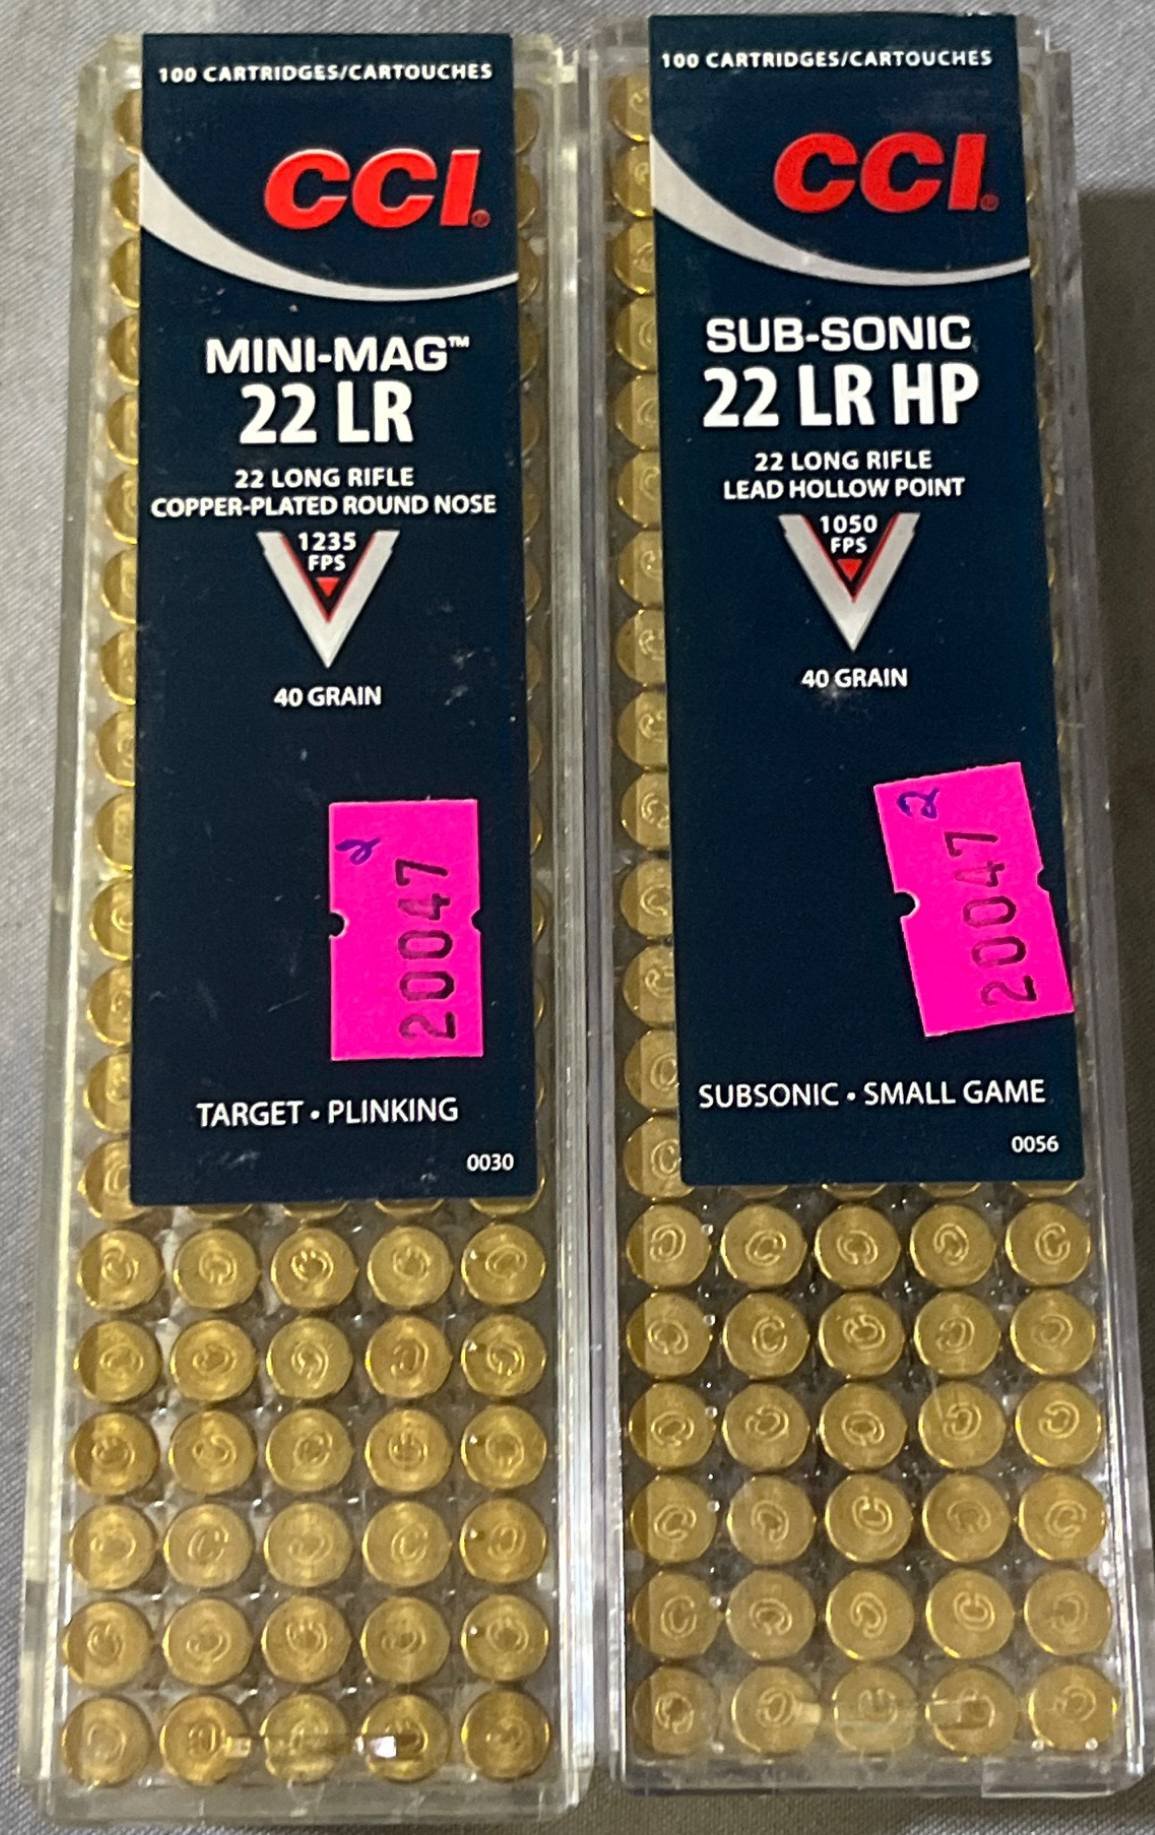 100 CARTRIDGES/CARTOUCHES
CCI®
MINI-MAG™
22 LR
22 LONG RIFLE
COPPER-PLATED ROUND NOSE
1235
FPS
40 GRAIN
2
20047
TARGET • PLINKING
0030
100 CARTRIDGES/CARTOUCHES
CCI®
SUB-SONIC
22 LR HP
22 LONG RIFLE
LEAD HOLLOW POINT
1050
FPS
40 GRAIN
2
20047
SUBSONIC • SMALL GAME
0056